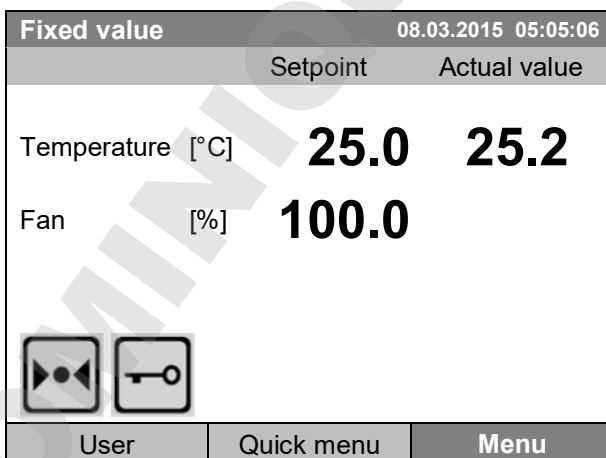 Fixed value 08.03.2015 05:05:06
Setpoint Actual value
Temperature [°C] 25.0 25.2
Fan [%] 100.0
User Quick menu Menu